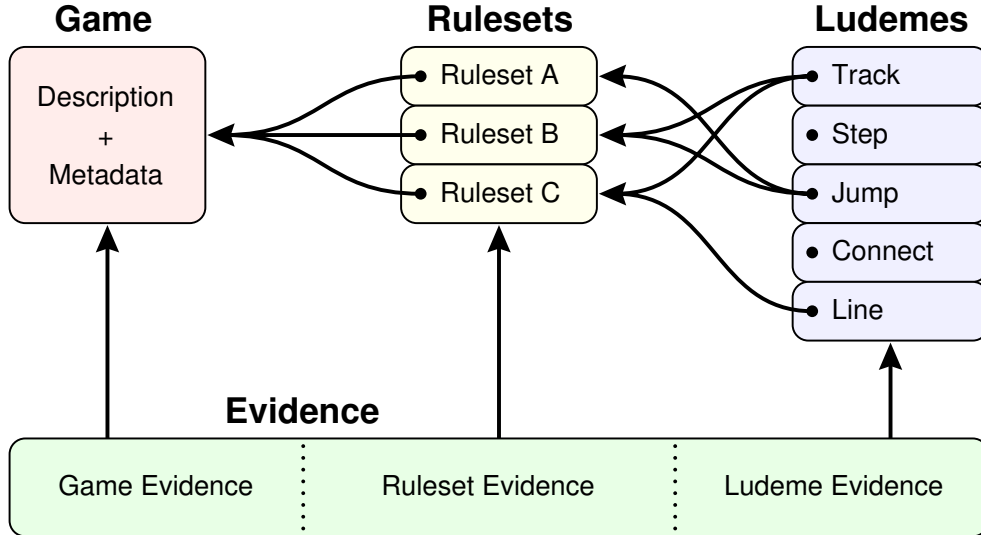 Game
Rulesets
Ludemes
Description
+
Metadata
Ruleset A
Ruleset B
Ruleset C
Track
Step
Jump
Connect
Line
Evidence
Game Evidence
Ruleset Evidence
Ludeme Evidence